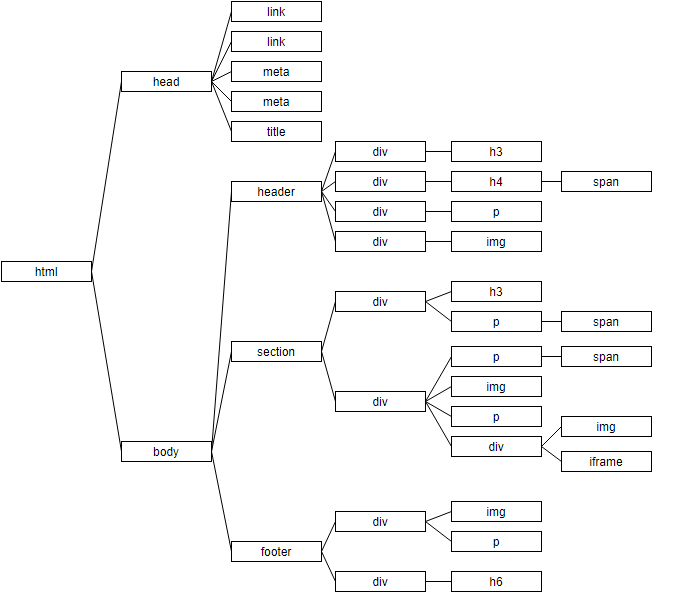 link
link
head
meta
meta
title
div
h3
header
div
h4
span
div
p
div
img
html
div
h3
p
span
section
p
span
div
img
p
div
img
iframe
body
div
img
p
footer
div
h6